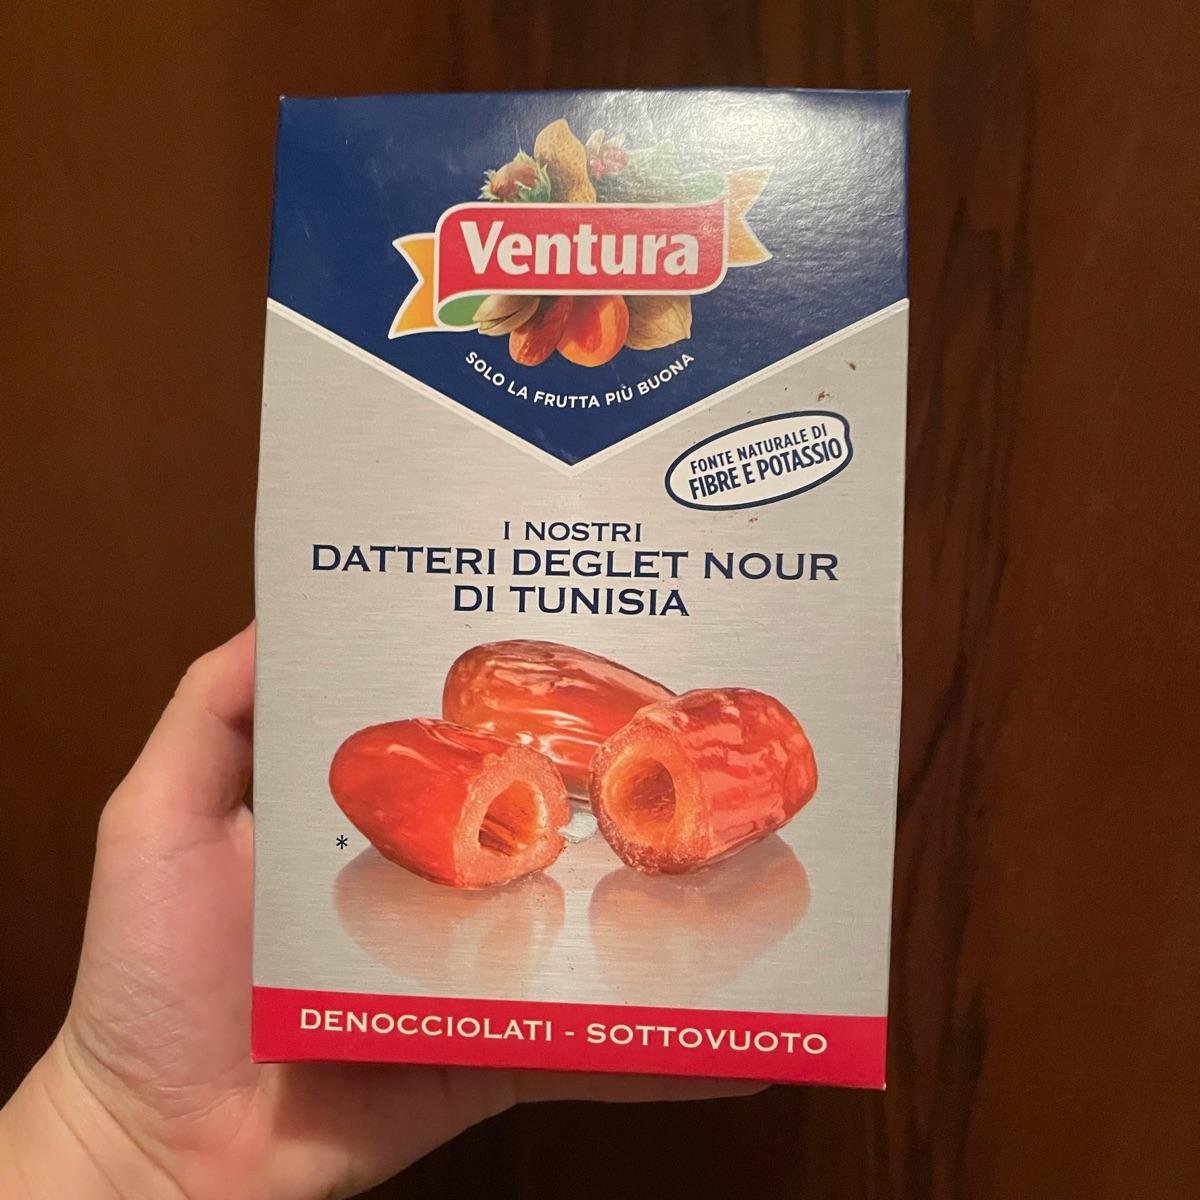 Ventura®
SOLO LA FRUTTA PIÙ BUONA
FONTE NATURALE DI
FIBRE E POTASSIO
I NOSTRI
DATTERI DEGLET NOUR
DI TUNISIA
*
DENOCCIOLATI - SOTTOVUOTO